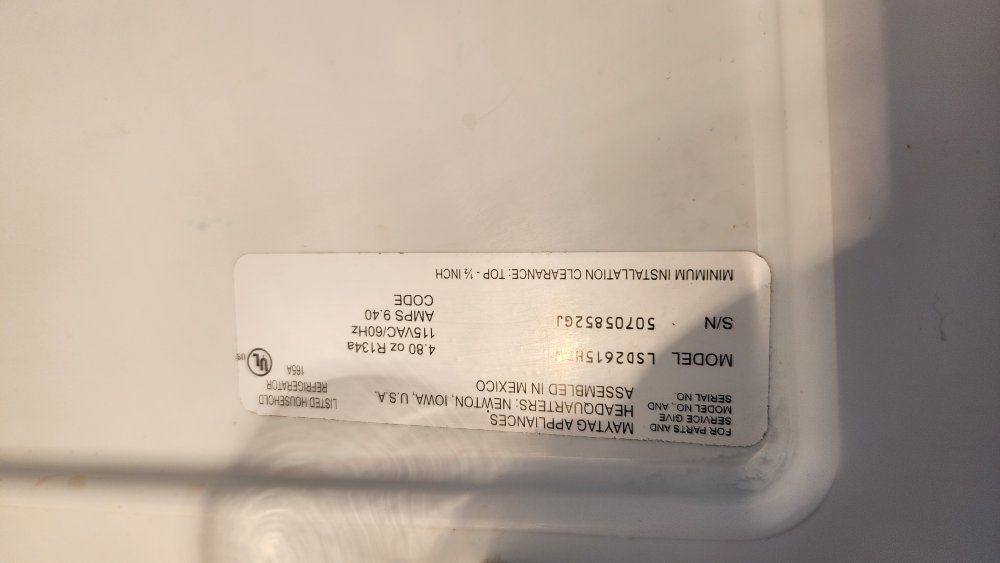 FOR PARTS AND
SERVICE GIVE
MODEL NO., AND
SERIAL NO.
MAYTAG APPLIANCES
HEADQUARTERS: NEWTON, IOWA, U.S.A.
ASSEMBLED IN MEXICO
LISTED HOUSEHOLD
REFRIGERATOR
165A
UL
US
MODEL
S/N 50705852GJ
4.80 oz R134a
115VAC/60Hz
AMPS 9.40
CODE
MINIMUM INSTALLATION CLEARANCE: TOP - ½ INCH